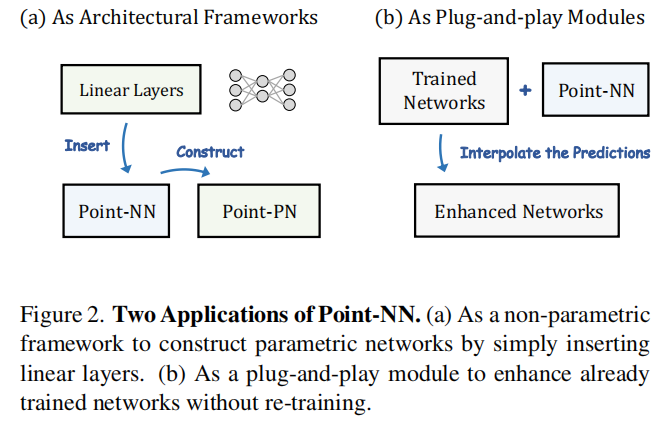 (a) As Architectural Frameworks
Linear Layers
Insert
Construct
Point-NN
Point-PN
(b) As Plug-and-play Modules
Trained
Networks
+
Point-NN
Interpolate the Predictions
Enhanced Networks
Figure 2. Two Applications of Point-NN. (a) As a non-parametric
framework to construct parametric networks by simply inserting
linear layers. (b) As a plug-and-play module to enhance already
trained networks without re-training.